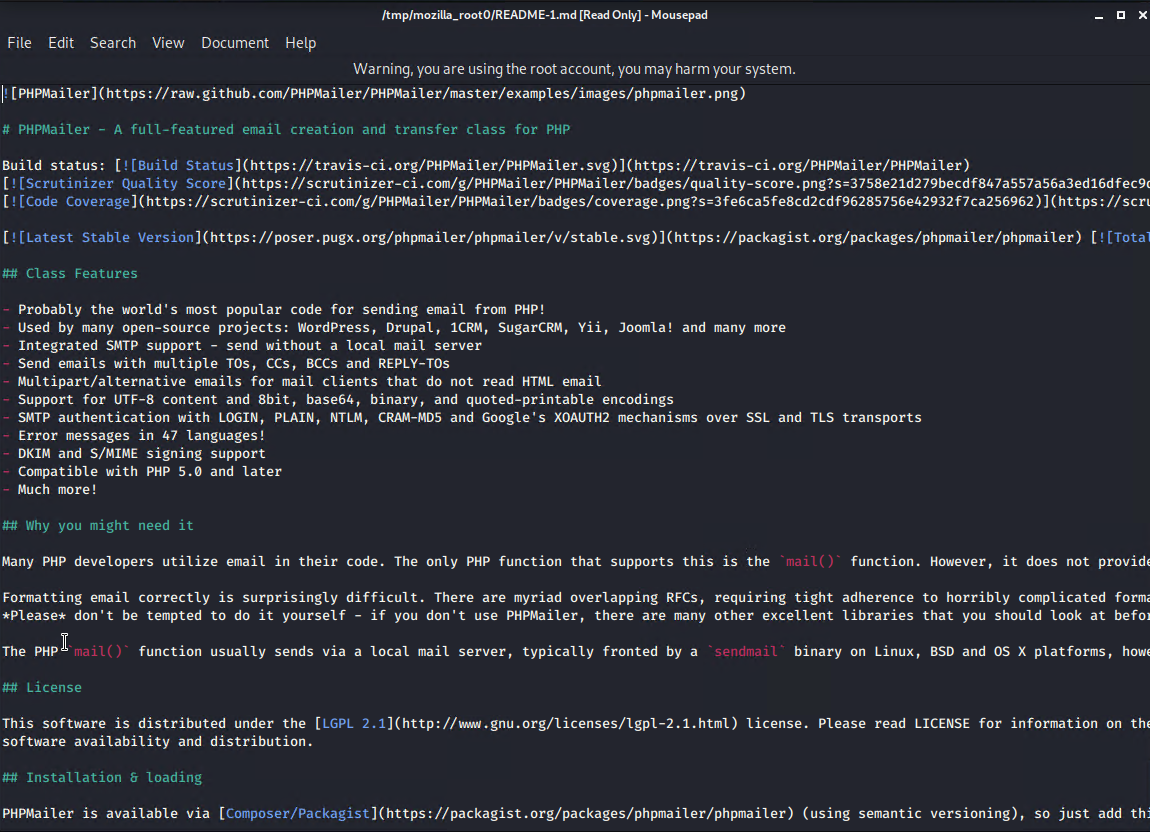 /tmp/mozilla_root0/README-1.md [Read Only] - Mousepad
File Edit Search View Document Help
Warning, you are using the root account, you may harm your system.
![PHPMailer](https://raw.github.com/PHPMailer/PHPMailer/master/examples/images/phpmailer.png)
# PHPMailer - A full-featured email creation and transfer class for PHP
Build status: [![Build Status](https://travis-ci.org/PHPMailer/PHPMailer.svg)](https://travis-ci.org/PHPMailer/PHPMailer)
[![Scrutinizer Quality Score](https://scrutinizer-ci.com/g/PHPMailer/PHPMailer/badges/quality-score.png?s=3758e21d279becdf847a557a56a3ed16dfec9d
[![Code Coverage](https://scrutinizer-ci.com/g/PHPMailer/PHPMailer/badges/coverage.png?s=3fe6ca5fe8cd2cdf96285756e42932f7ca256962)](https://scru
[![Latest Stable Version](https://poser.pugx.org/phpmailer/phpmailer/v/stable.svg)](https://packagist.org/packages/phpmailer/phpmailer) [![Total
## Class Features
- Probably the world's most popular code for sending email from PHP!
- Used by many open-source projects: WordPress, Drupal, 1CRM, SugarCRM, Yii, Joomla! and many more
- Integrated SMTP support - send without a local mail server
- Send emails with multiple TOs, CCs, BCCs and REPLY-TOs
- Multipart/alternative emails for mail clients that do not read HTML email
- Support for UTF-8 content and 8bit, base64, binary, and quoted-printable encodings
- SMTP authentication with LOGIN, PLAIN, NTLM, CRAM-MD5 and Google's XOAUTH2 mechanisms over SSL and TLS transports
- Error messages in 47 languages!
- DKIM and S/MIME signing support
- Compatible with PHP 5.0 and later
- Much more!
## Why you might need it
Many PHP developers utilize email in their code. The only PHP function that supports this is the `mail()` function. However, it does not provide
Formatting email correctly is surprisingly difficult. There are myriad overlapping RFCs, requiring tight adherence to horribly complicated forma
*Please* don't be tempted to do it yourself - if you don't use PHPMailer, there are many other excellent libraries that you should look at befor
The PHP `mail()` function usually sends via a local mail server, typically fronted by a `sendmail` binary on Linux, BSD and OS X platforms, howe
## License
This software is distributed under the [LGPL 2.1](http://www.gnu.org/licenses/lgpl-2.1.html) license. Please read LICENSE for information on the
software availability and distribution.
## Installation & loading
PHPMailer is available via [Composer/Packagist](https://packagist.org/packages/phpmailer/phpmailer) (using semantic versioning), so just add thi